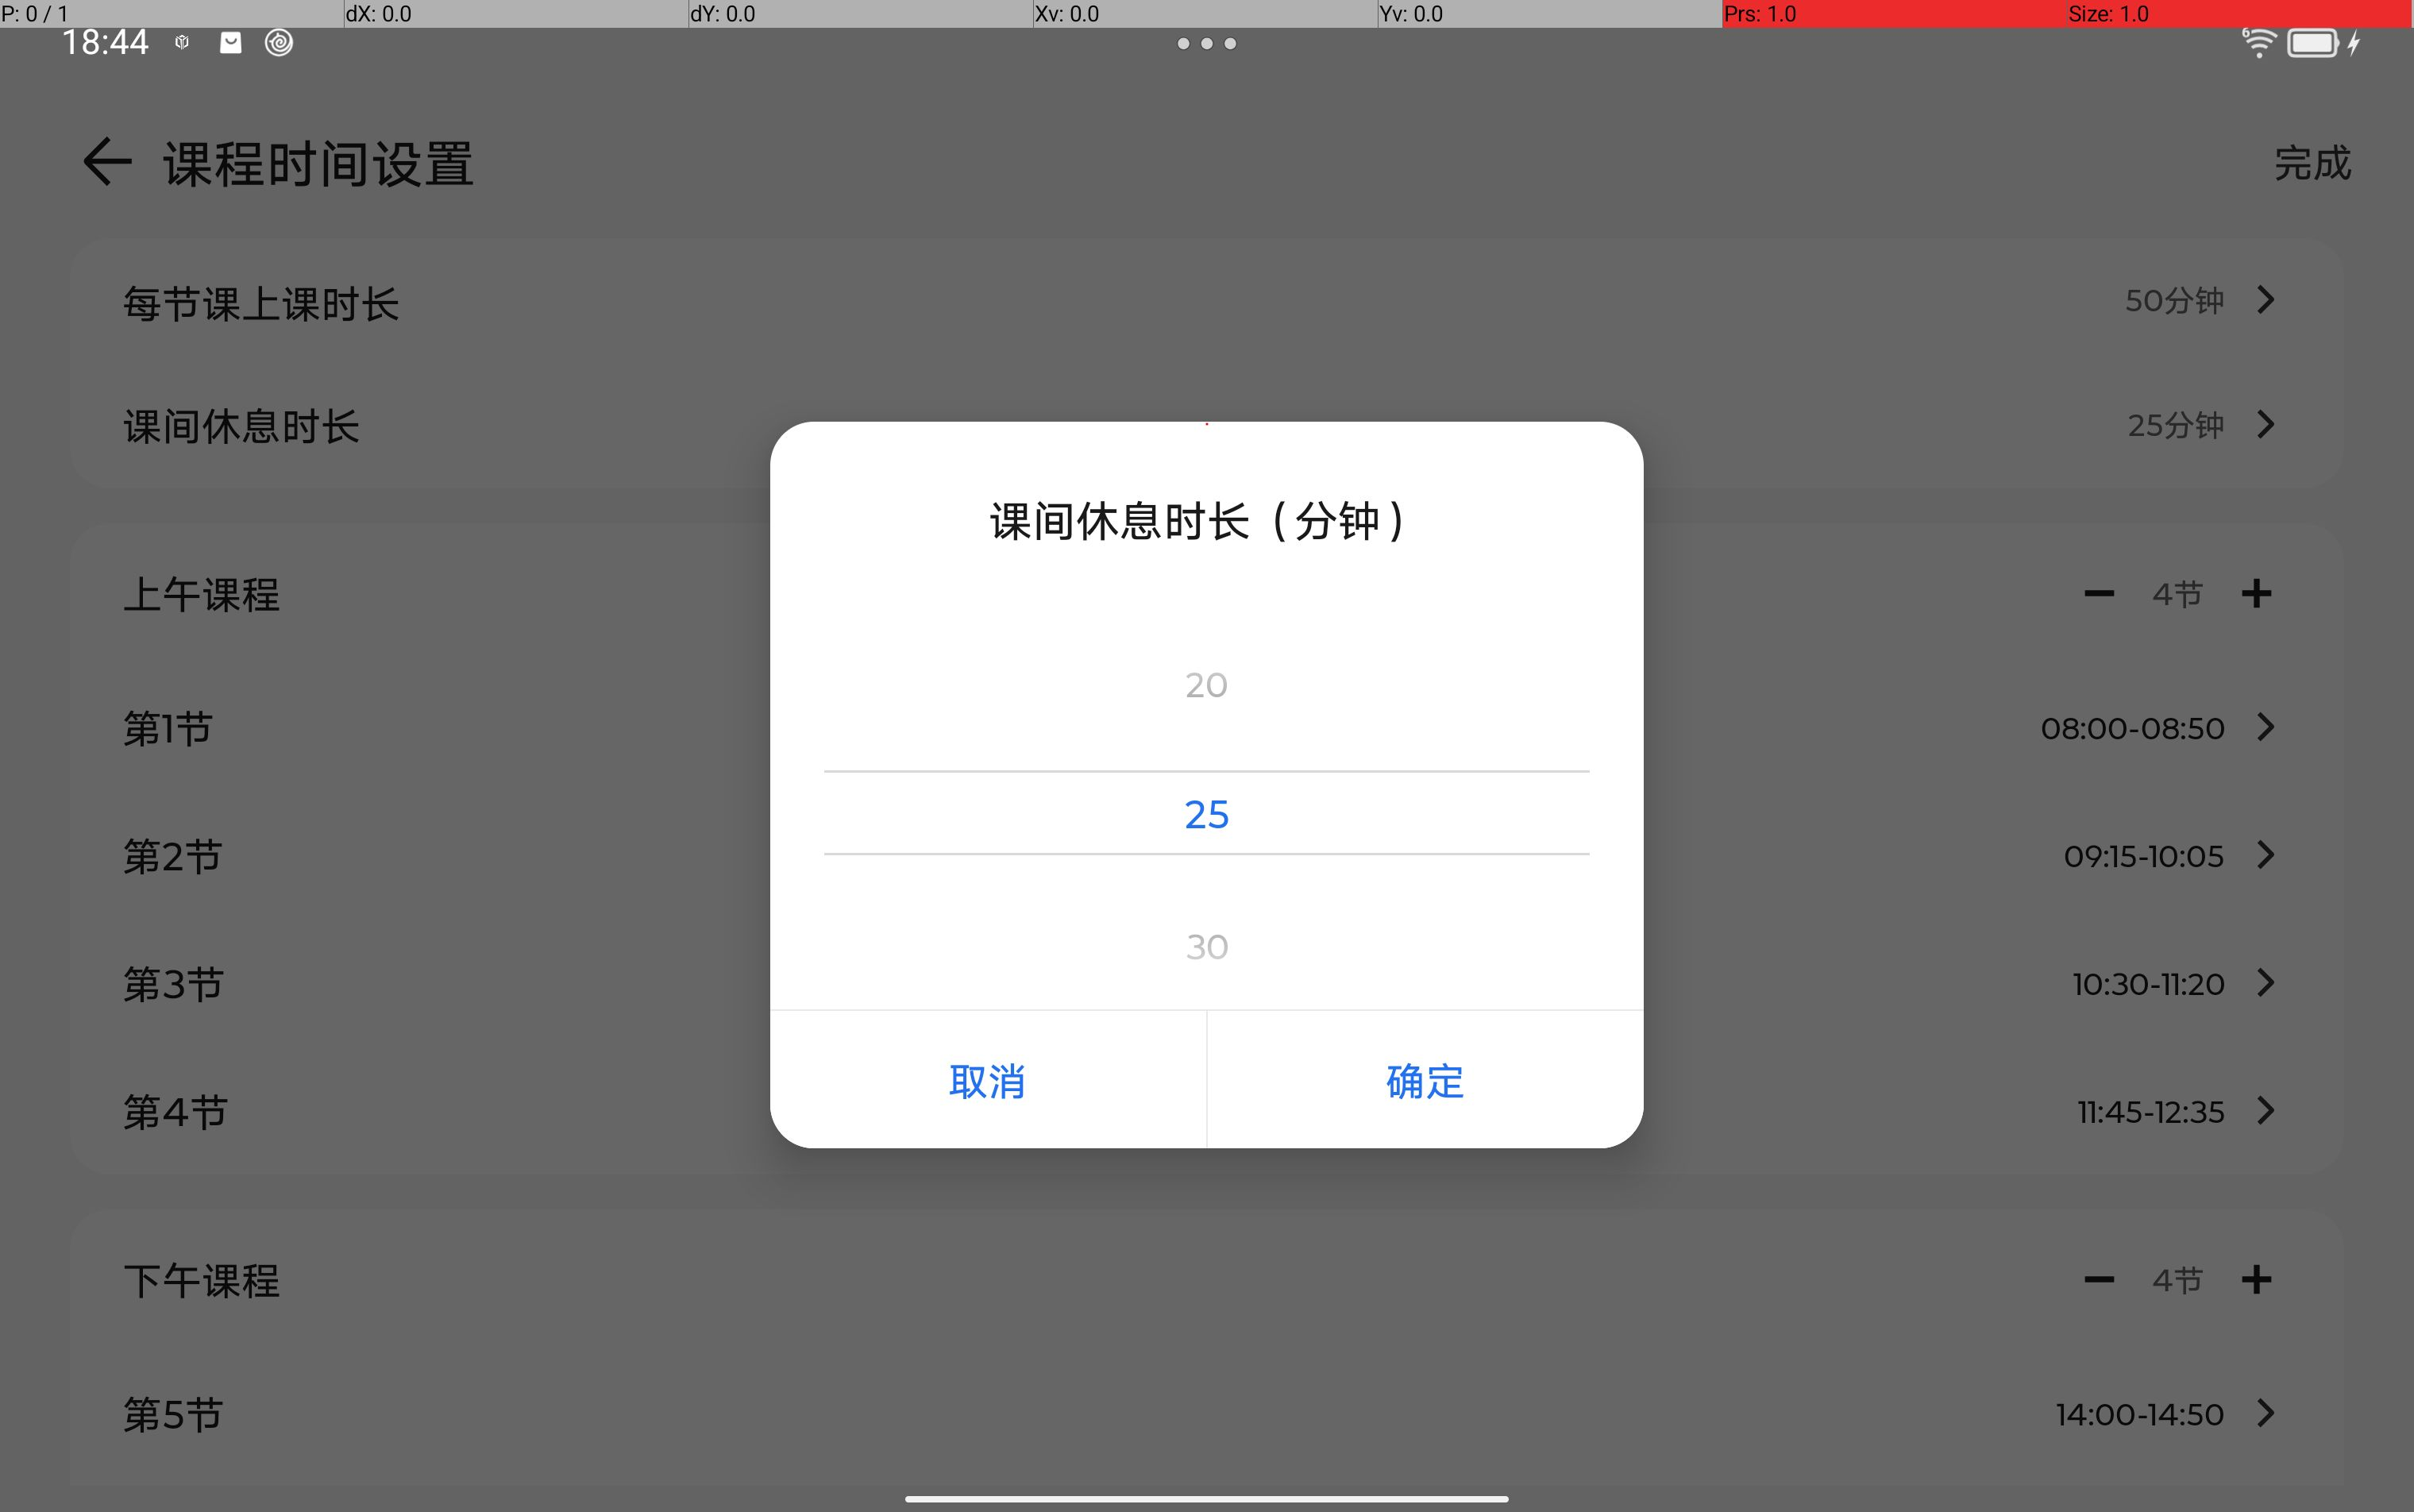 P: 0 / 1 dX: 0.0 dY: 0.0 Xv: 0.0 Yv: 0.0 Prs: 1.0 Size: 1.0
18:44 6
课程时间设置 完成
每节课上课时长 50分钟
课间休息时长 25分钟
课间休息时长（分钟）
上午课程 4节
20
第1节 08:00-08:50
25
第2节 09:15-10:05
30
第3节 10:30-11:20
取消 确定
第4节 11:45-12:35
下午课程 4节
第5节 14:00-14:50